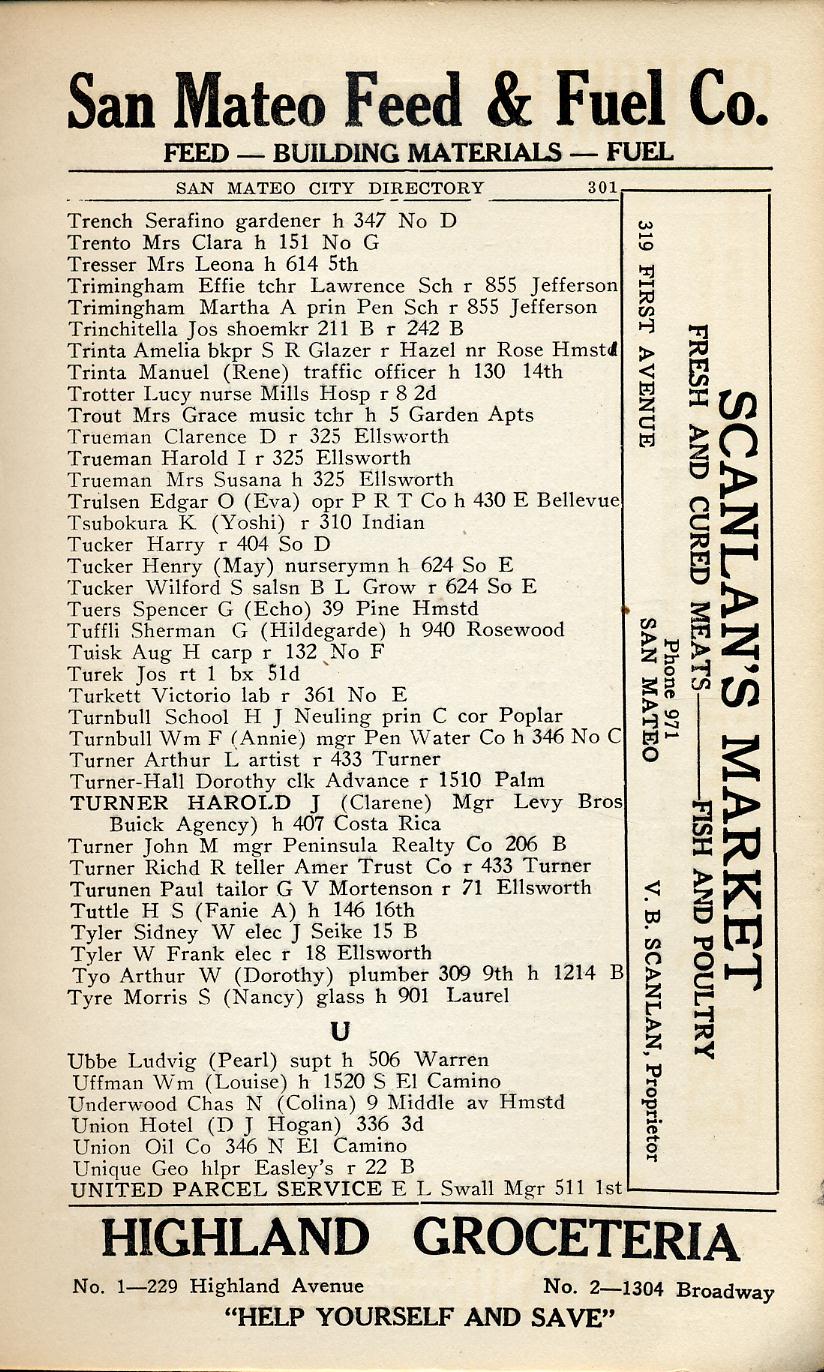 San Mateo Feed & Fuel Co.
FEED — BUILDING MATERIALS — FUEL
SAN MATEO CITY DIRECTORY 301
Trench Serafino gardener h 347 No D
Trento Mrs Clara h 151 No G
Tresser Mrs Leona h 614 5th
Trimingham Effie tchr Lawrence Sch r 855 Jefferson
Trimingham Martha A prin Pen Sch r 855 Jefferson
Trinchitella Jos shoemkr 211 B r 242 B
Trinta Amelia bkpr S R Glazer r Hazel nr Rose Hmstd
Trinta Manuel (Rene) traffic officer h 130 14th
Trotter Lucy nurse Mills Hosp r 8 2d
Trout Mrs Grace music tchr h 5 Garden Apts
Trueman Clarence D r 325 Ellsworth
Trueman Harold I r 325 Ellsworth
Trueman Mrs Susana h 325 Ellsworth
Trulsen Edgar O (Eva) opr P R T Co h 430 E Bellevue
Tsubokura K (Yoshi) r 310 Indian
Tucker Harry r 404 So D
Tucker Henry (May) nurserymn h 624 So E
Tucker Wilford S salsn B L Grow r 624 So E
Tuers Spencer G (Echo) 39 Pine Hmstd
Tuffli Sherman G (Hildegarde) h 940 Rosewood
Tuisk Aug H carp r 132 No F
Turek Jos rt 1 bx 51d
Turkett Victorio lab r 361 No E
Turnbull School H J Neuling prin C cor Poplar
Turnbull Wm F (Annie) mgr Pen Water Co h 346 No C
Turner Arthur L artist r 433 Turner
Turner-Hall Dorothy clk Advance r 1510 Palm
TURNER HAROLD J (Clarene) Mgr Levy Bros
Buick Agency) h 407 Costa Rica
Turner John M mgr Peninsula Realty Co 206 B
Turner Richd R teller Amer Trust Co r 433 Turner
Turunen Paul tailor G V Mortenson r 71 Ellsworth
Tuttle H S (Fanie A) h 146 16th
Tyler Sidney W elec J Seike 15 B
Tyler W Frank elec r 18 Ellsworth
Tyo Arthur W (Dorothy) plumber 309 9th h 1214 B
Tyre Morris S (Nancy) glass h 901 Laurel
U
Ubbe Ludvig (Pearl) supt h 506 Warren
Uffman Wm (Louise) h 1520 S El Camino
Underwood Chas N (Colina) 9 Middle av Hmstd
Union Hotel (D J Hogan) 336 3d
Union Oil Co 346 N El Camino
Unique Geo hlpr Easley's r 22 B
UNITED PARCEL SERVICE E L Swall Mgr 511 1st
SCANLAN'S MARKET
FRESH AND CURED MEATS——FISH AND POULTRY
Phone 971
319 FIRST AVENUE SAN MATEO V. B. SCANLAN, Proprietor
HIGHLAND GROCETERIA
No. 1—229 Highland Avenue No. 2—1304 Broadway
“HELP YOURSELF AND SAVE”